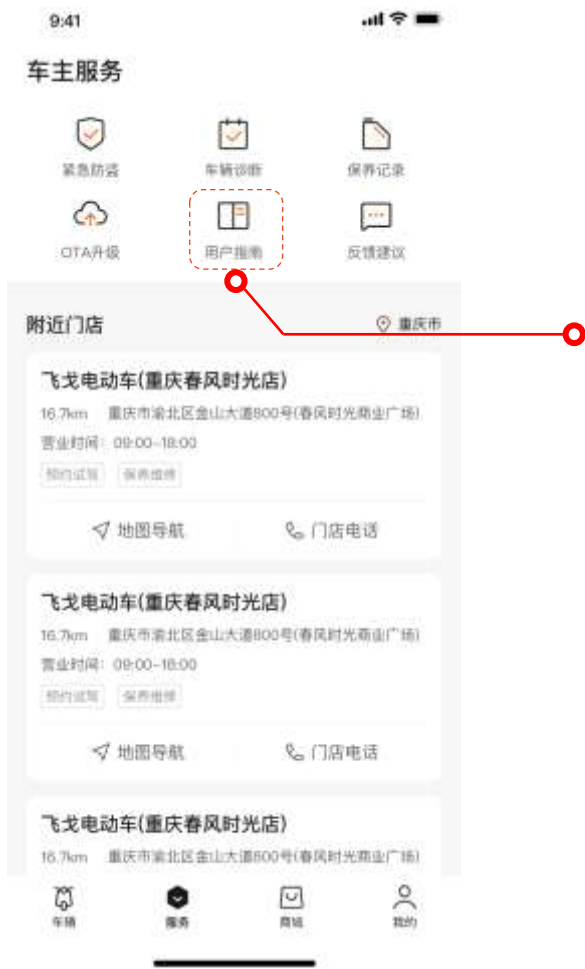 9:41
车主服务
紧急防盗 车辆诊断 保养记录
OTA升级 用户指南 反馈建议
附近门店 重庆市
飞戈电动车(重庆春风时光店)
16.7km 重庆市渝北区金山大道800号(春风时光商业广场)
营业时间：09:00-18:00
预约试驾 保养维修
地图导航 门店电话
飞戈电动车(重庆春风时光店)
16.7km 重庆市渝北区金山大道800号(春风时光商业广场)
营业时间：09:00-18:00
预约试驾 保养维修
地图导航 门店电话
飞戈电动车(重庆春风时光店)
16.7km 重庆市渝北区金山大道800号(春风时光商业广场)
车辆 服务 商城 我的